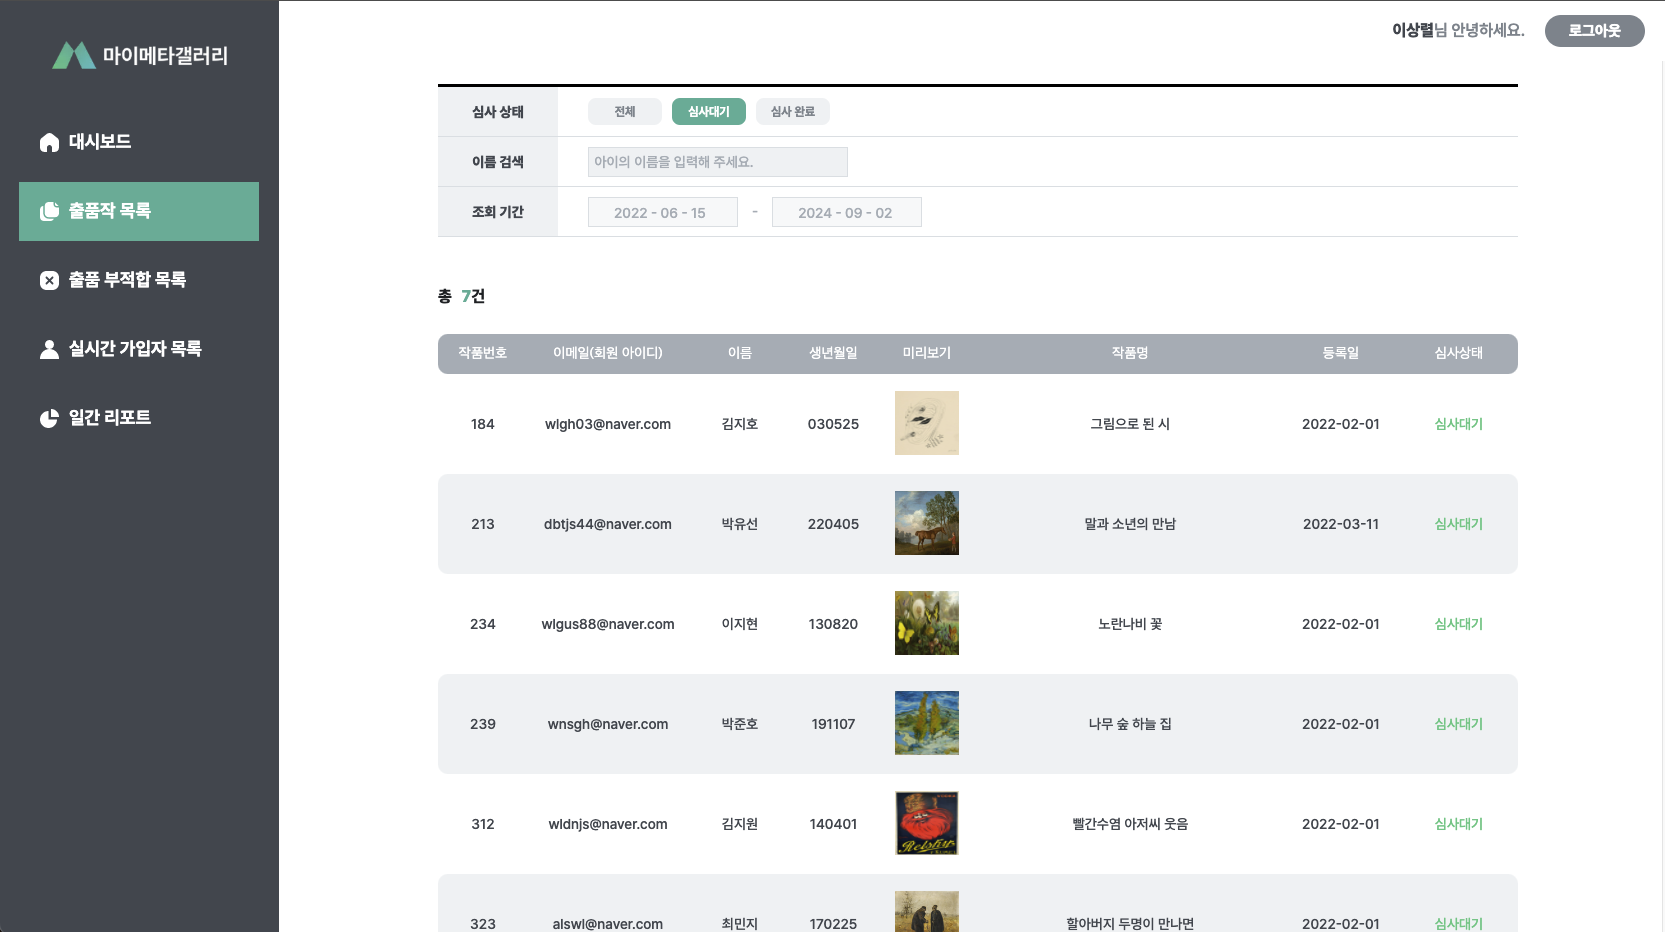 이상렬님 안녕하세요.
로그아웃
마이메타갤러리
대시보드
출품작 목록
출품 부적합 목록
실시간 가입자 목록
일간 리포트
심사 상태 전체 심사대기 심사 완료
이름 검색 아이의 이름을 입력해 주세요.
조회 기간 2022 - 06 - 15 - 2024 - 09 - 02
총 7건
작품번호 이메일(회원 아이디) 이름 생년월일 미리보기 작품명 등록일 심사상태
184 wlgh03@naver.com 김지호 030525 그림으로 된 시 2022-02-01 심사대기
213 dbtjs44@naver.com 박유선 220405 말과 소년의 만남 2022-03-11 심사대기
234 wlgus88@naver.com 이지현 130820 노란나비 꽃 2022-02-01 심사대기
239 wnsgh@naver.com 박준호 191107 나무 숲 하늘 집 2022-02-01 심사대기
312 wldnjs@naver.com 김지원 140401 빨간수염 아저씨 웃음 2022-02-01 심사대기
323 alswl@naver.com 최민지 170225 할아버지 두명이 만나면 2022-02-01 심사대기